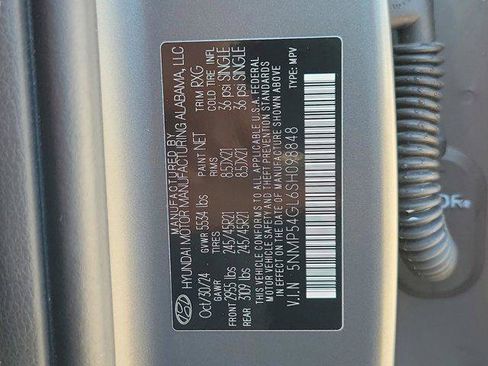 MANUFACTURED BY
HYUNDAI MOTOR MANUFACTURING ALABAMA, LLC
Oct/30/24 GVWR 5534 lbs PAINT NET TRIM RXG
GAWR COLD TIRE INFL
FRONT 2955 lbs 245/45R21 8.5JX21 36 psi SINGLE
REAR 3109 lbs 245/45R21 8.5JX21 36 psi SINGLE
THIS VEHICLE CONFORMS TO ALL APPLICABLE U.S.A. FEDERAL
MOTOR VEHICLE SAFETY AND BUMPER STANDARDS
IN EFFECT ON THE DATE OF MANUFACTURE SHOWN ABOVE.
V.I.N 5NMP54GL6SH098848 TYPE: MPV